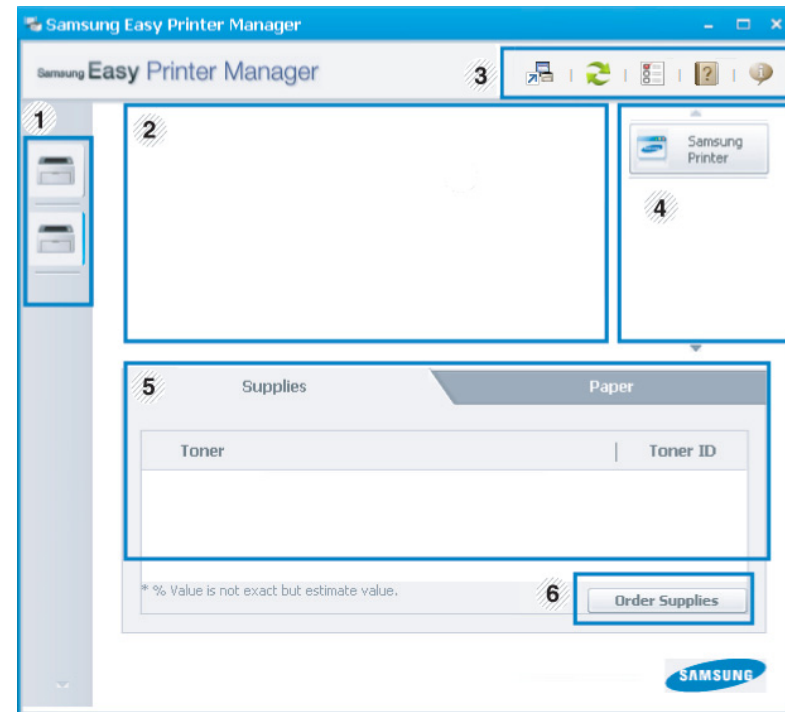 Samsung Easy Printer Manager
Samsung Easy Printer Manager
3
1
2
Samsung
Printer
4
5
Supplies
Paper
Toner
Toner ID
* % Value is not exact but estimate value.
6
Order Supplies
SAMSUNG